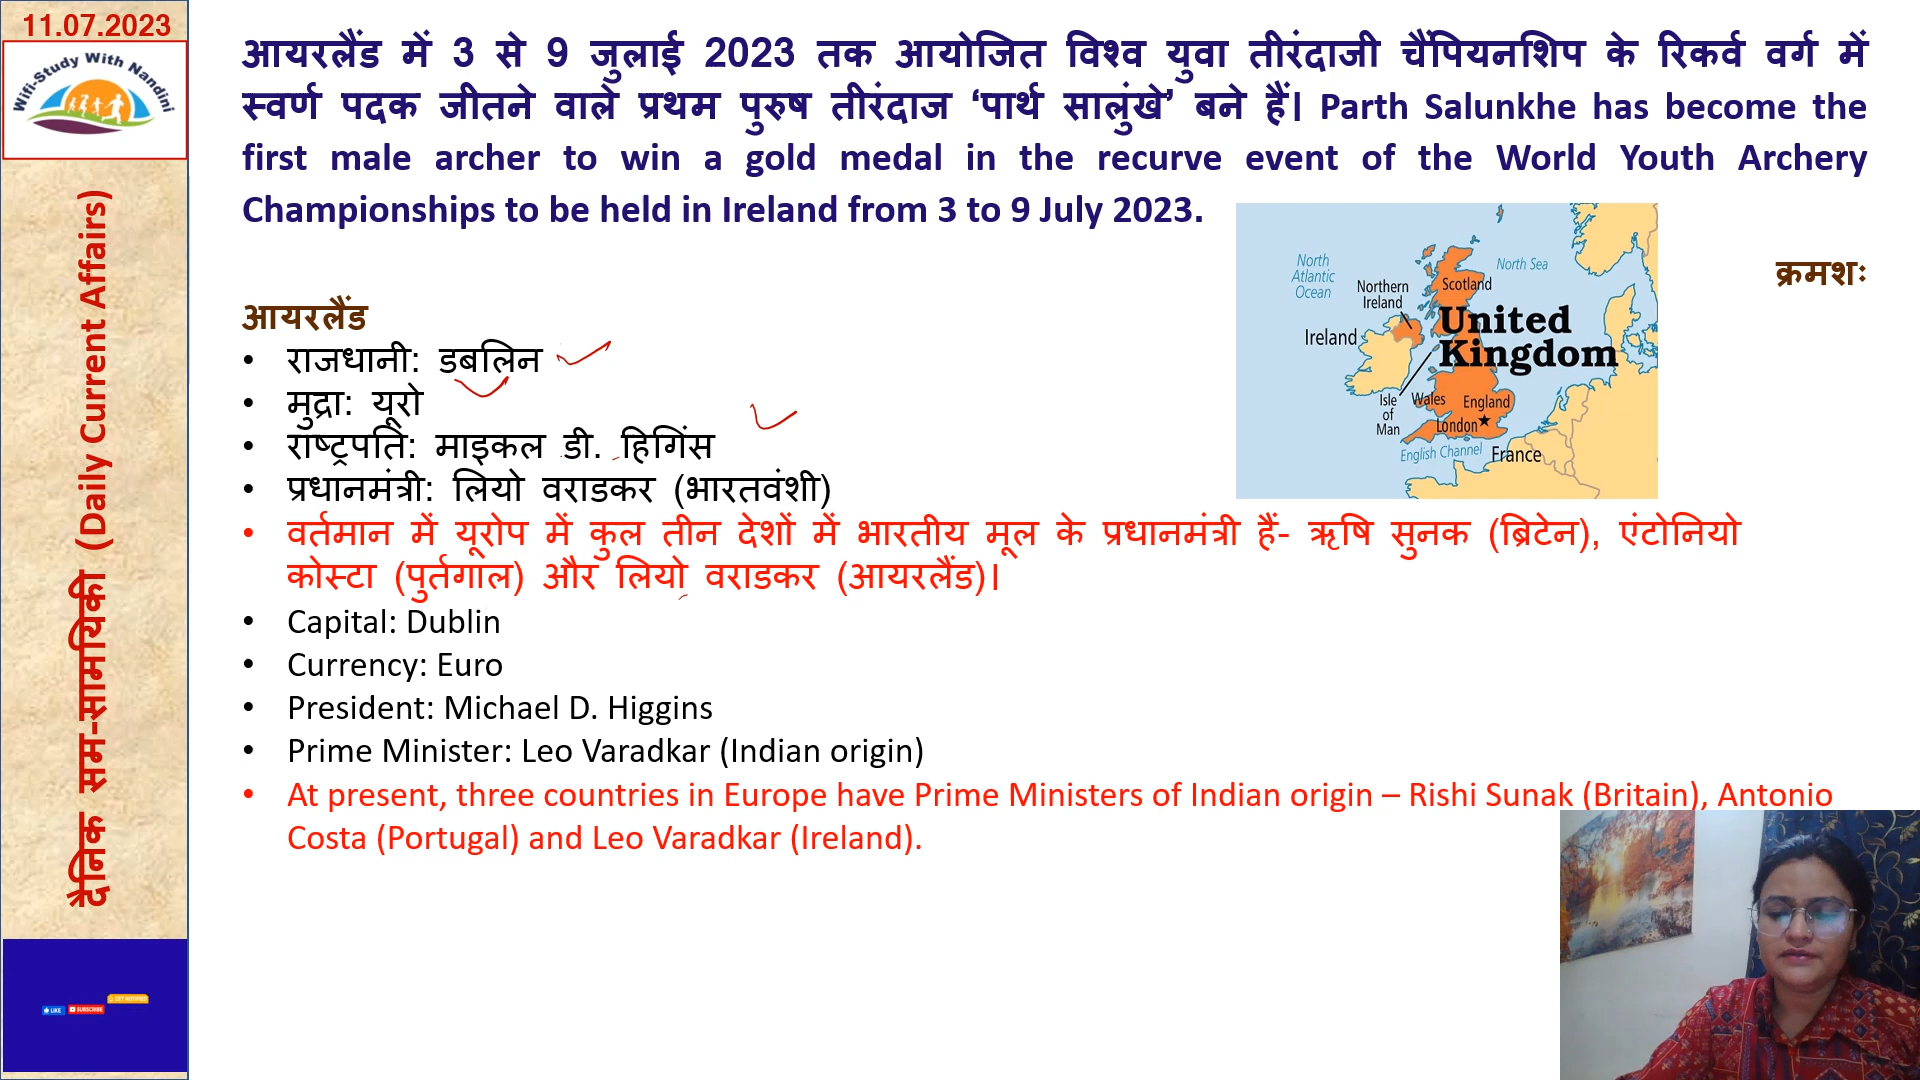 11.07.2023
Wifi-Study With Nandini
दैनिक सम-सामयिकी (Daily Current Affairs)
LIKE
SUBSCRIBE
GET NOTIFIED
आयरलैंड में 3 से 9 जुलाई 2023 तक आयोजित विश्व युवा तीरंदाजी चैंपियनशिप के रिकर्व वर्ग में
स्वर्ण पदक जीतने वाले प्रथम पुरुष तीरंदाज ‘पार्थ सालुंखे’ बने हैं। Parth Salunkhe has become the
first male archer to win a gold medal in the recurve event of the World Youth Archery
Championships to be held in Ireland from 3 to 9 July 2023.
क्रमशः
North
Atlantic
Ocean
North Sea
Northern
Ireland
Scotland
Ireland
United
Kingdom
Isle
of
Man
Wales
England
London
English Channel
France
आयरलैंड
• राजधानी: डबलिन
• मुद्रा: यूरो
• राष्ट्रपति: माइकल डी. हिगिंस
• प्रधानमंत्री: लियो वराडकर (भारतवंशी)
• वर्तमान में यूरोप में कुल तीन देशों में भारतीय मूल के प्रधानमंत्री हैं- ऋषि सुनक (ब्रिटेन), एंटोनियो
कोस्टा (पुर्तगाल) और लियो वराडकर (आयरलैंड)।
• Capital: Dublin
• Currency: Euro
• President: Michael D. Higgins
• Prime Minister: Leo Varadkar (Indian origin)
• At present, three countries in Europe have Prime Ministers of Indian origin – Rishi Sunak (Britain), Antonio
Costa (Portugal) and Leo Varadkar (Ireland).